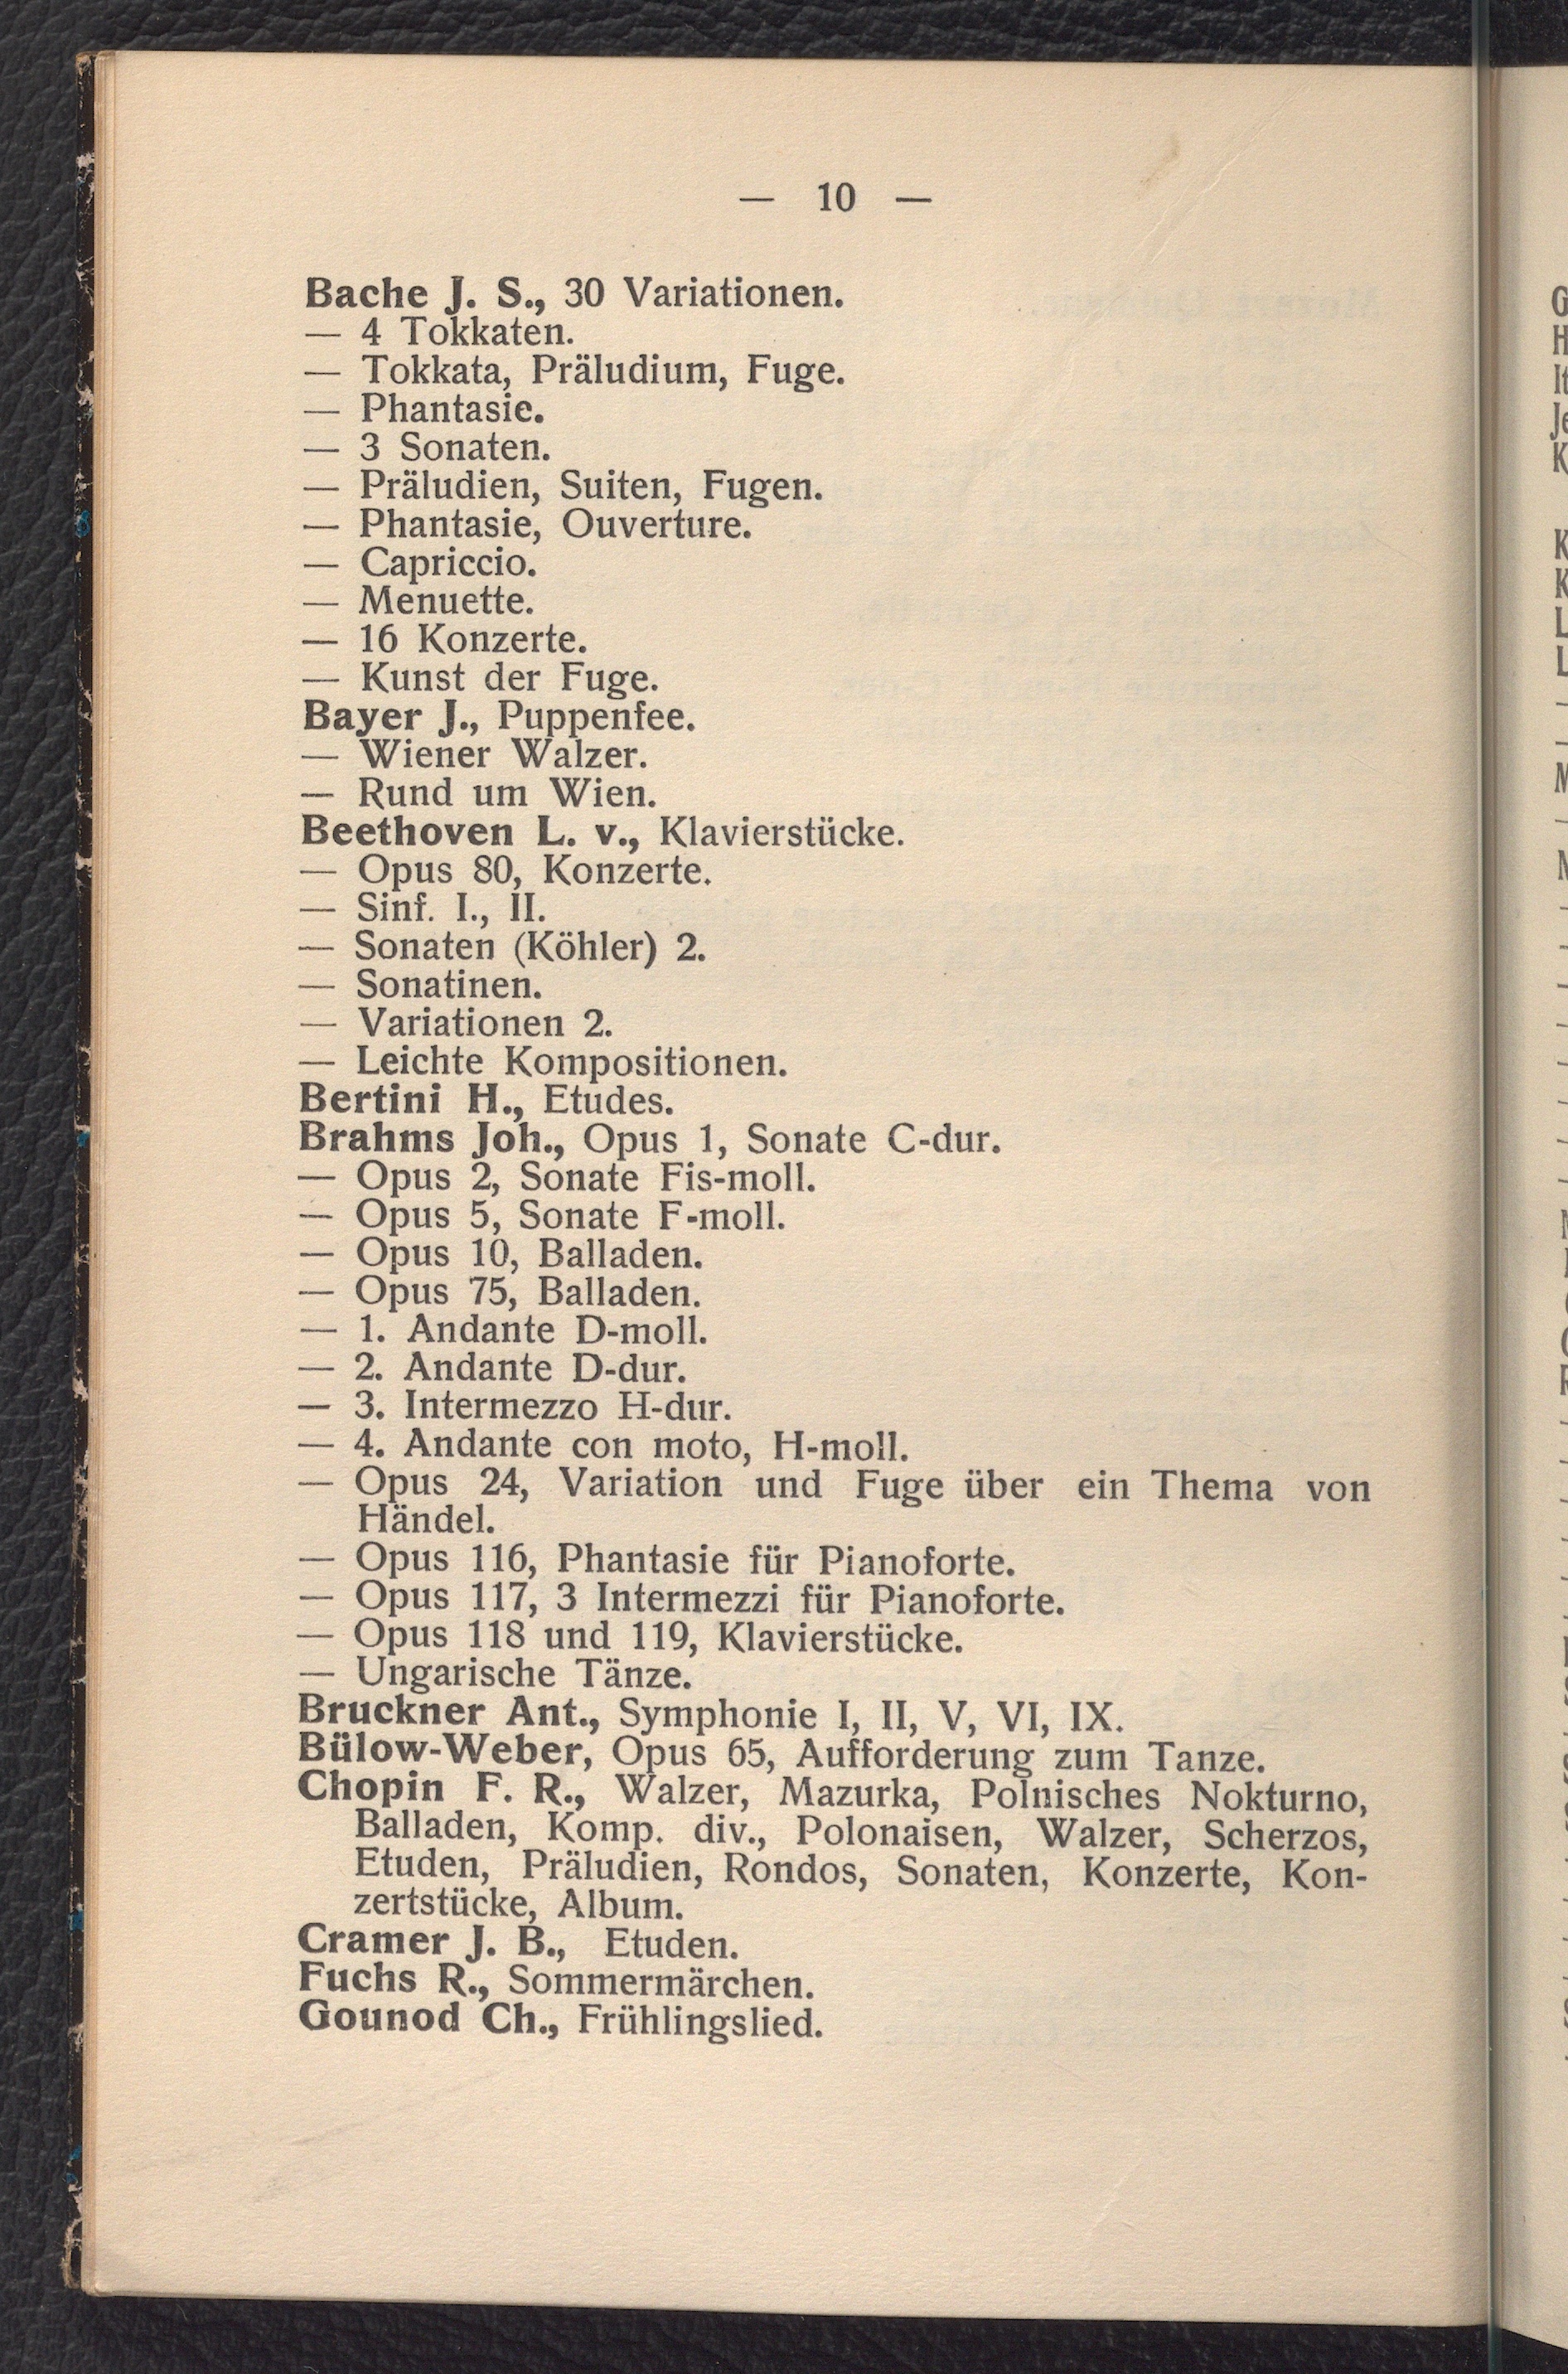 — 10 —
Bache J. S., 30 Variationen.
— 4 Tokkaten.
— Tokkata, Präludium, Fuge.
— Phantasie.
— 3 Sonaten.
— Präludien, Suiten, Fugen.
— Phantasie, Ouverture.
— Capriccio.
— Menuette.
— 16 Konzerte.
— Kunst der Fuge.
Bayer J., Puppenfee.
— Wiener Walzer.
— Rund um Wien.
Beethoven L. v., Klavierstücke.
— Opus 80, Konzerte.
— Sinf. I., II.
— Sonaten (Köhler) 2.
— Sonatinen.
— Variationen 2.
— Leichte Kompositionen.
Bertini H., Etudes.
Brahms Joh., Opus 1, Sonate C-dur.
— Opus 2, Sonate Fis-moll.
— Opus 5, Sonate F-moll.
— Opus 10, Balladen.
— Opus 75, Balladen.
— 1. Andante D-moll.
— 2. Andante D-dur.
— 3. Intermezzo H-dur.
— 4. Andante con moto, H-moll.
— Opus 24, Variation und Fuge über ein Thema von
Händel.
— Opus 116, Phantasie für Pianoforte.
— Opus 117, 3 Intermezzi für Pianoforte.
— Opus 118 und 119, Klavierstücke.
— Ungarische Tänze.
Bruckner Ant., Symphonie I, II, V, VI, IX.
Bülow-Weber, Opus 65, Aufforderung zum Tanze.
Chopin F. R., Walzer, Mazurka, Polnisches Nokturno,
Balladen, Komp. div., Polonaisen, Walzer, Scherzos,
Etuden, Präludien, Rondos, Sonaten, Konzerte, Kon-
zertstücke, Album.
Cramer J. B., Etuden.
Fuchs R., Sommermärchen.
Gounod Ch., Frühlingslied.